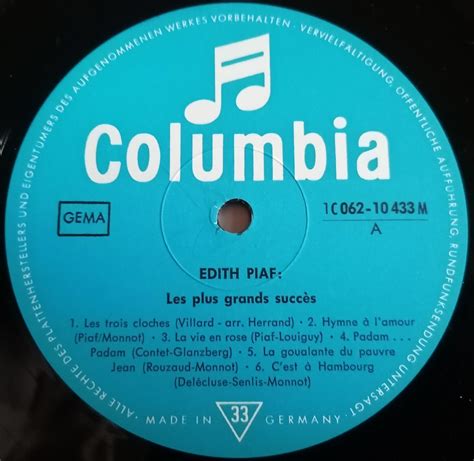 ALLE RECHTE DES PLATTENHERSTELLERS UND EIGENTÜMERS DES AUFGENOMMENEN WERKES VORBEHALTEN · VERVIELFÄLTIGUNG, ÖFFENTLICHE AUFFÜHRUNG, RUNDFUNKSENDUNG UNTERSAGT ·
Columbia
GEMA
1C 062-10 433 M
A
EDITH PIAF:
Les plus grands succès
1. Les trois cloches (Villard - arr. Herrand) · 2. Hymne à l'amour
(Piaf/Monnot) · 3. La vie en rose (Piaf-Louiguy) · 4. Padam . . .
Padam (Contet-Glanzberg) · 5. La goualante du pauvre
Jean (Rouzaud-Monnot) · 6. C'est à Hambourg
(Delécluse-Senlis-Monnot)
MADE IN 33 GERMANY